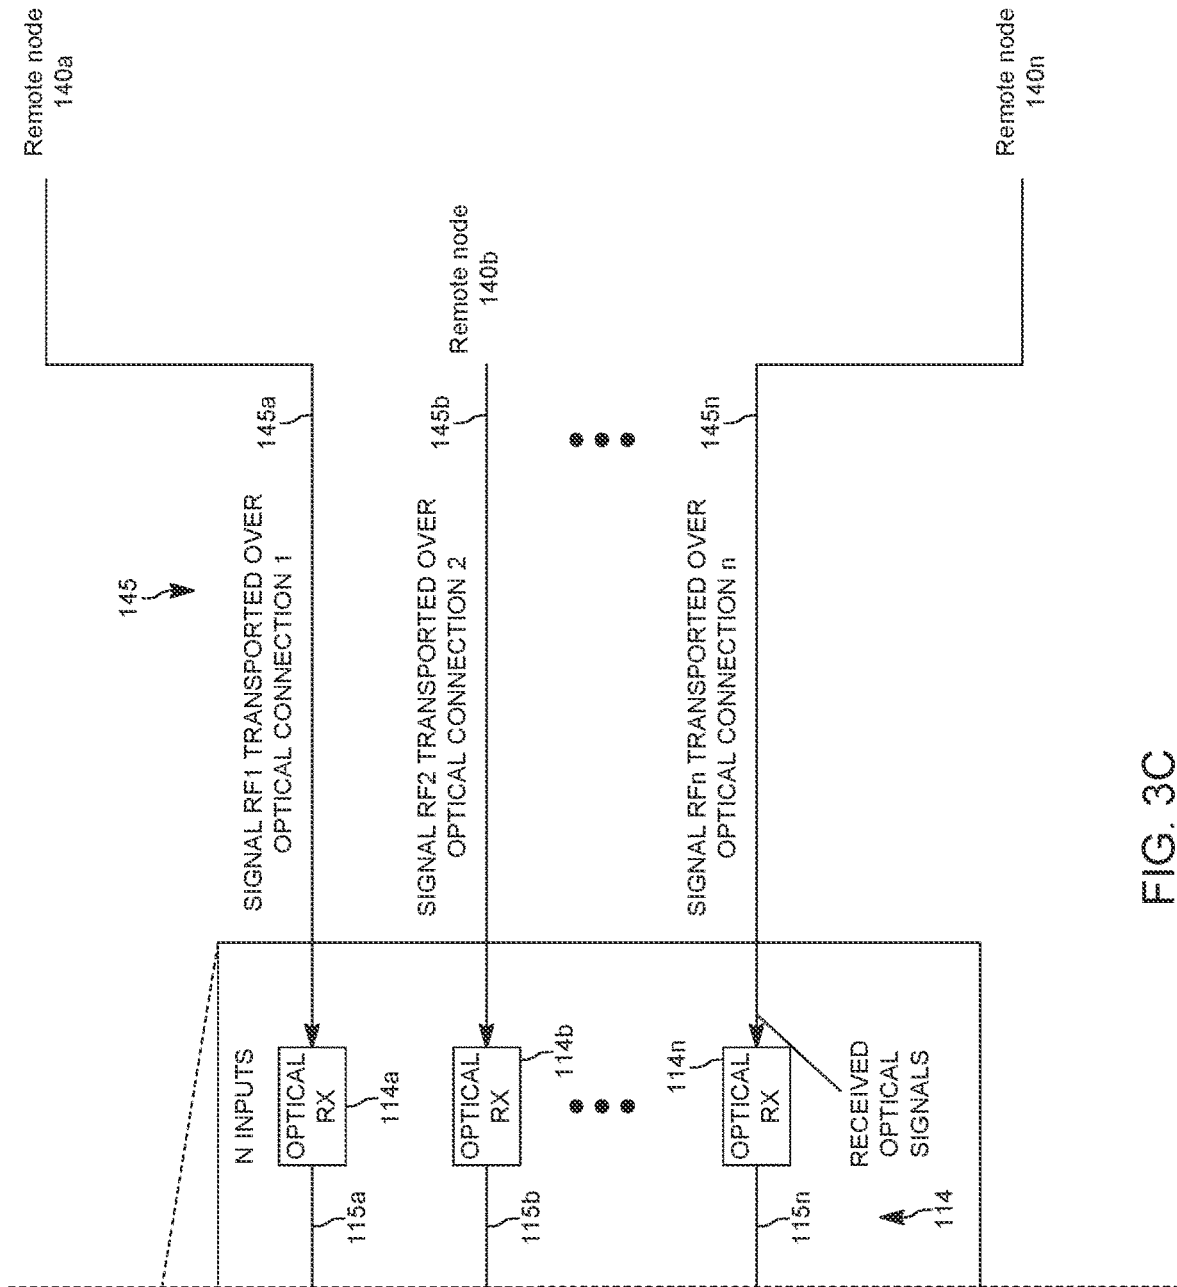 Remote node
140a
145
145a
SIGNAL RF1 TRANSPORTED OVER
OPTICAL CONNECTION 1
N INPUTS
OPTICAL
RX
114a
115a
Remote node
140b
145b
SIGNAL RF2 TRANSPORTED OVER
OPTICAL CONNECTION 2
OPTICAL
RX
114b
115b
Remote node
140n
145n
SIGNAL RFn TRANSPORTED OVER
OPTICAL CONNECTION n
114n
OPTICAL
RX
115n
RECEIVED
OPTICAL
SIGNALS
114
FIG. 3C